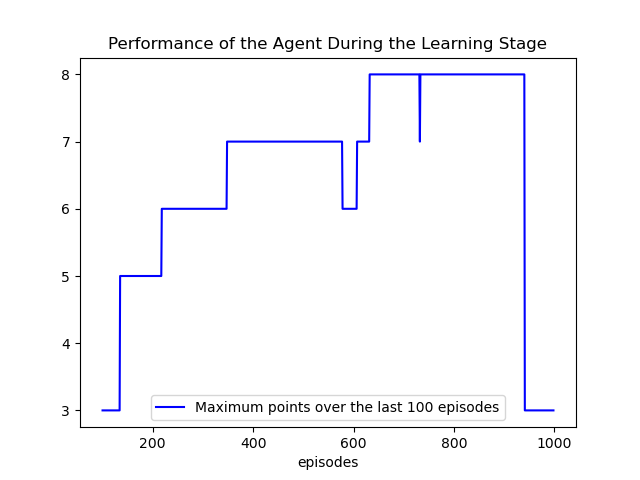 Performance of the Agent During the Learning Stage
8
7
6
5
4
3
Maximum points over the last 100 episodes
200 400 600 800 1000
episodes